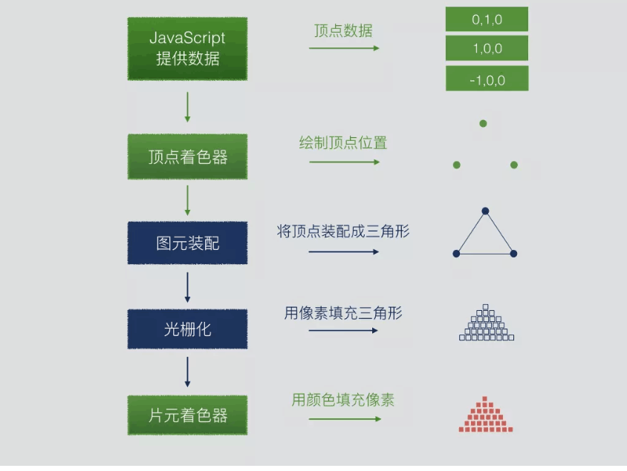 JavaScript
提供数据
顶点数据
0,1,0
1,0,0
-1,0,0
顶点着色器
绘制顶点位置
图元装配
将顶点装配成三角形
光栅化
用像素填充三角形
片元着色器
用颜色填充像素